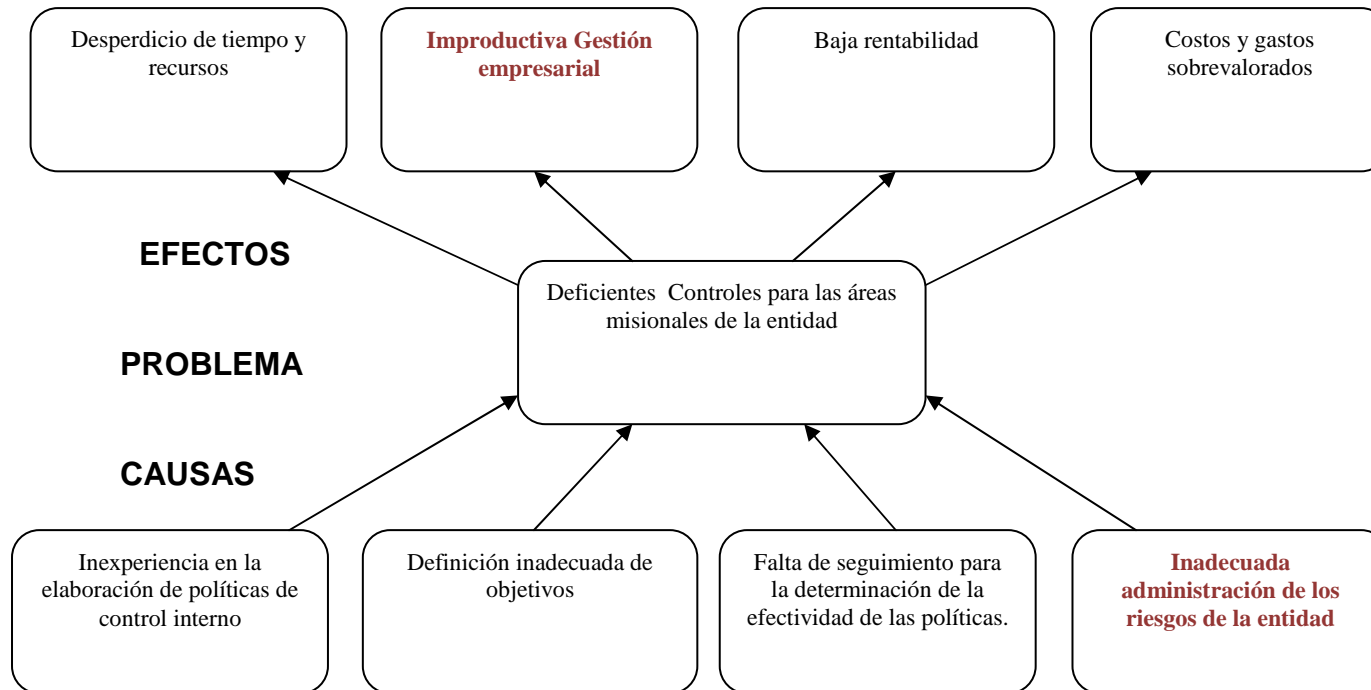 Desperdicio de tiempo y
recursos
Improductiva Gestión
empresarial
Baja rentabilidad
Costos y gastos
sobrevalorados
EFECTOS
Deficientes Controles para las áreas
misionales de la entidad
PROBLEMA
CAUSAS
Inexperiencia en la
elaboración de políticas de
control interno
Definición inadecuada de
objetivos
Falta de seguimiento para
la determinación de la
efectividad de las políticas.
Inadecuada
administración de los
riesgos de la entidad